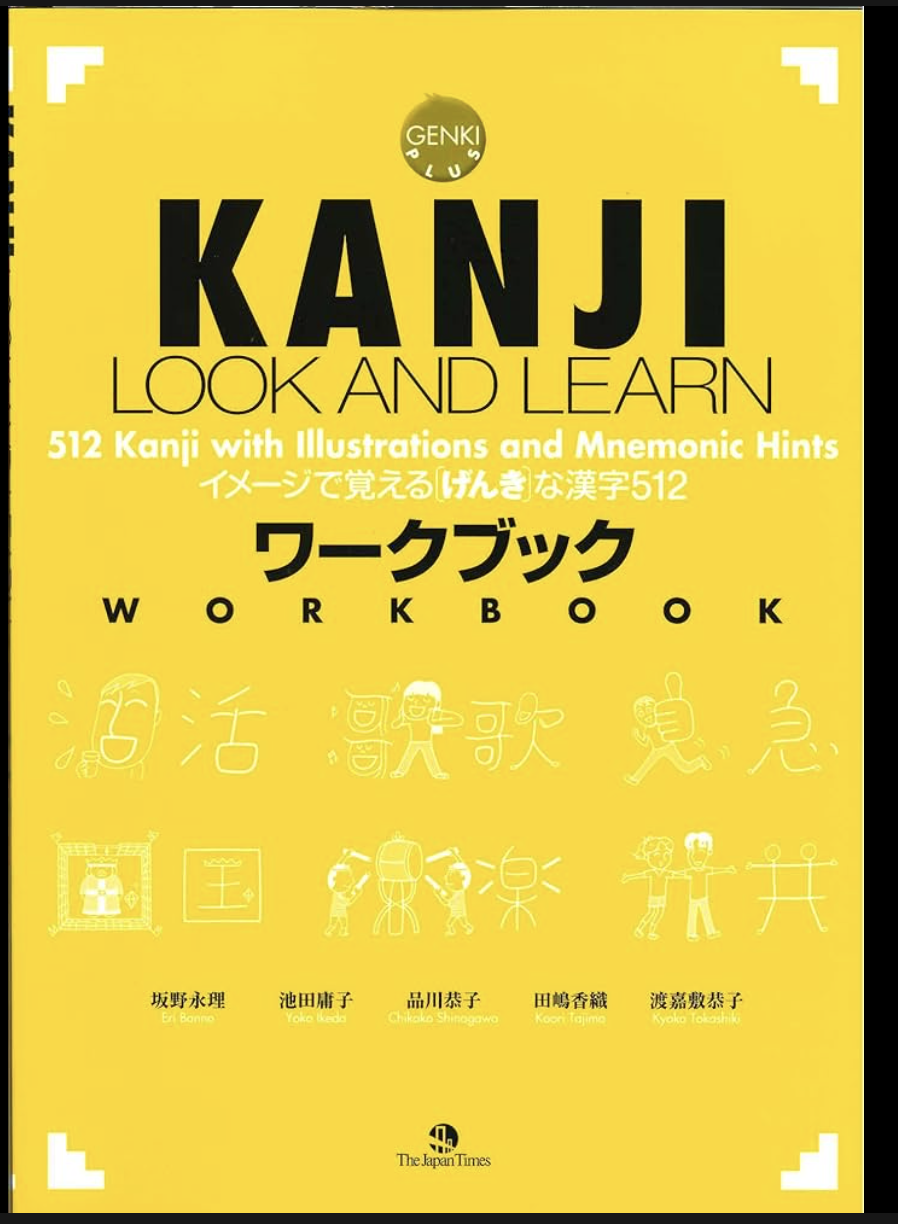 GENKI
PLUS
KANJI
LOOK AND LEARN
512 Kanji with Illustrations and Mnemonic Hints
イメージで覚える[げんき]な漢字512
ワークブック
WORKBOOK
活 歌 急
国 楽 共
坂野永理 池田庸子 品川恭子 田嶋香織 渡嘉敷恭子
Eri Banno Yoko Ikeda Chikako Shinagawa Kaori Tajima Kyoko Tokashiki
The Japan Times